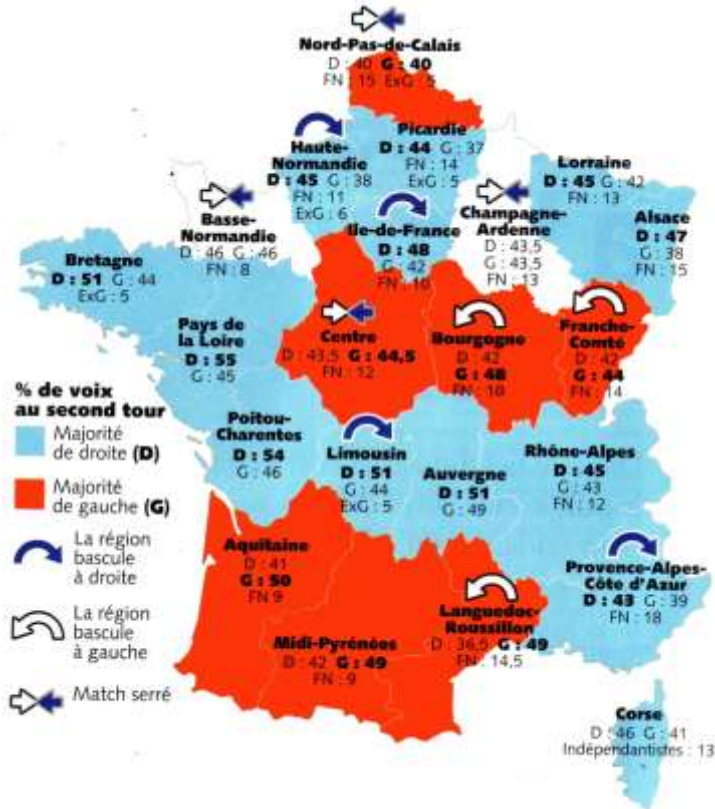 Nord-Pas-de-Calais
D : 40 G : 40
FN : 15 ExG : 5
Picardie
D : 44 G : 37
FN : 14
ExG : 5
Haute-
Normandie
D : 45 G : 38
FN : 11
ExG : 6
Lorraine
D : 45 G : 42
FN : 13
Alsace
D : 47
G : 38
FN : 15
Basse-
Normandie
D : 46 G : 46
FN : 8
Ile-de-France
D : 48
G : 42
FN : 10
Champagne-
Ardenne
D : 43,5
G : 43,5
FN : 13
Bretagne
D : 51 G : 44
ExG : 5
Pays de
la Loire
D : 55
G : 45
Centre
D : 43,5 G : 44,5
FN : 12
Bourgogne
D : 42
G : 48
FN : 10
Franche-
Comté
D : 42
G : 44
FN : 14
% de voix
au second tour
Majorité
de droite (D)
Majorité
de gauche (G)
La région
bascule
à droite
La région
bascule
à gauche
Match serré
Poitou-
Charentes
D : 54
G : 46
Limousin
D : 51
G : 44
ExG : 5
Auvergne
D : 51
G : 49
Rhône-Alpes
D : 45
G : 43
FN : 12
Aquitaine
D : 41
G : 50
FN 9
Provence-Alpes-
Côte d'Azur
D : 43 G : 39
FN : 18
Languedoc-
Roussillon
D : 36,5 G : 49
FN : 14,5
Midi-Pyrénées
D : 42 G : 49
FN : 9
Corse
D : 46 G : 41
Indépendantistes : 13